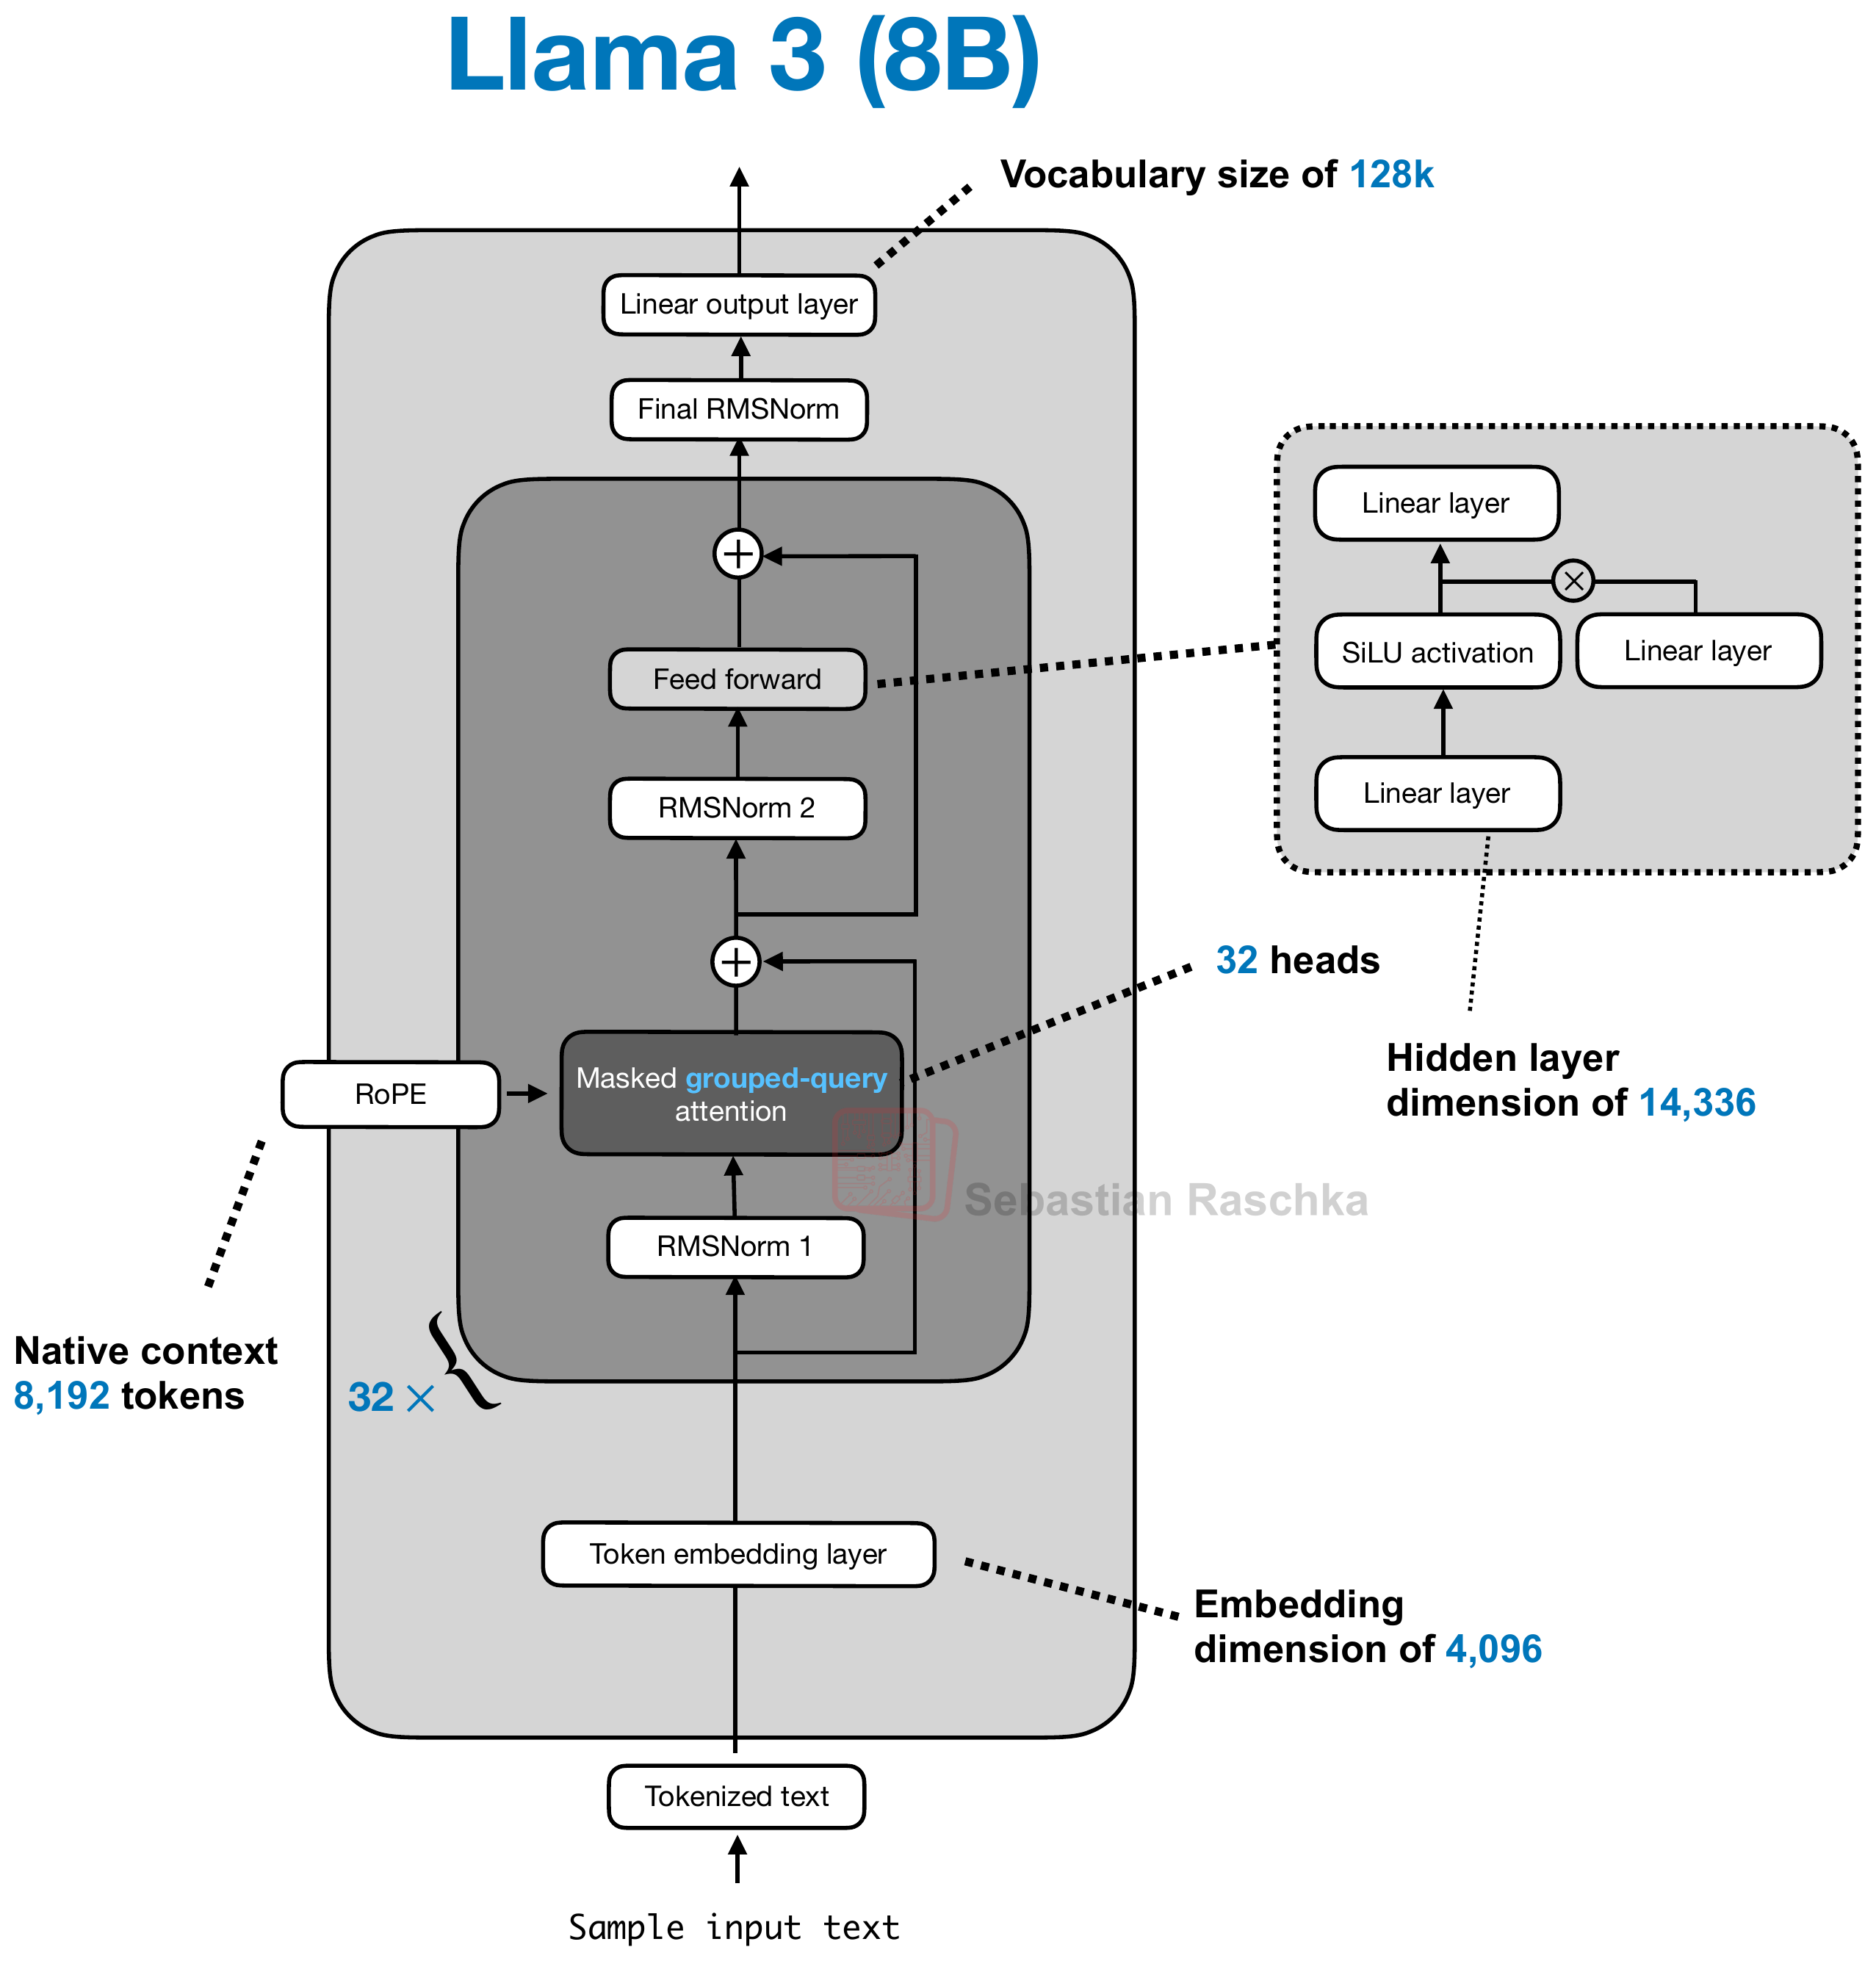 Llama 3 (8B)
Vocabulary size of 128k
Linear output layer
Final RMSNorm
Feed forward
RMSNorm 2
Masked grouped-query
attention
RoPE
RMSNorm 1
32 ×
Native context
8,192 tokens
Token embedding layer
Tokenized text
Sample input text
Linear layer
SiLU activation
Linear layer
Linear layer
32 heads
Hidden layer
dimension of 14,336
Sebastian Raschka
Embedding
dimension of 4,096